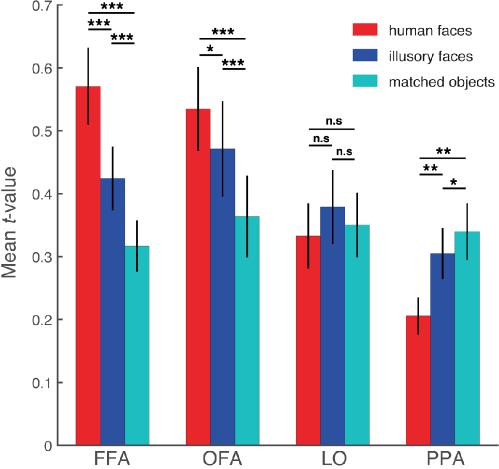 0.7
0.6
0.5
0.4
0.3
0.2
0.1
0
Mean t-value
human faces
illusory faces
matched objects
***
***
***
***
*
***
n.s
n.s
n.s
**
**
*
FFA OFA LO PPA